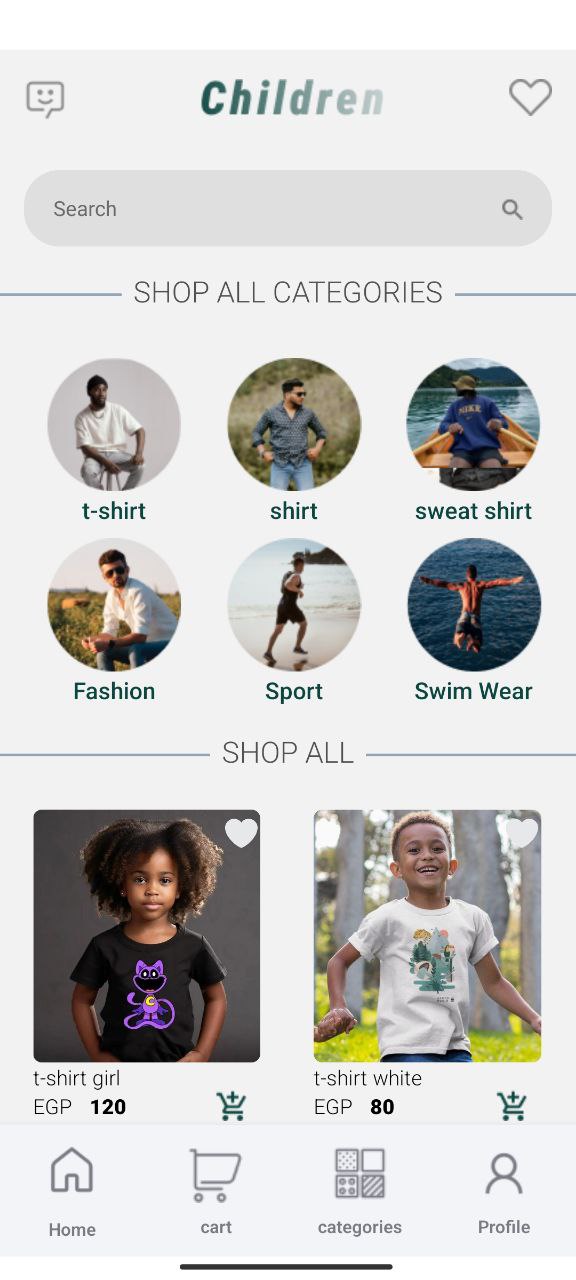 Children
Search
SHOP ALL CATEGORIES
t-shirt
shirt
NIKE
sweat shirt
Fashion
Sport
Swim Wear
SHOP ALL
t-shirt girl
EGP 120
t-shirt white
EGP 80
Home
cart
categories
Profile